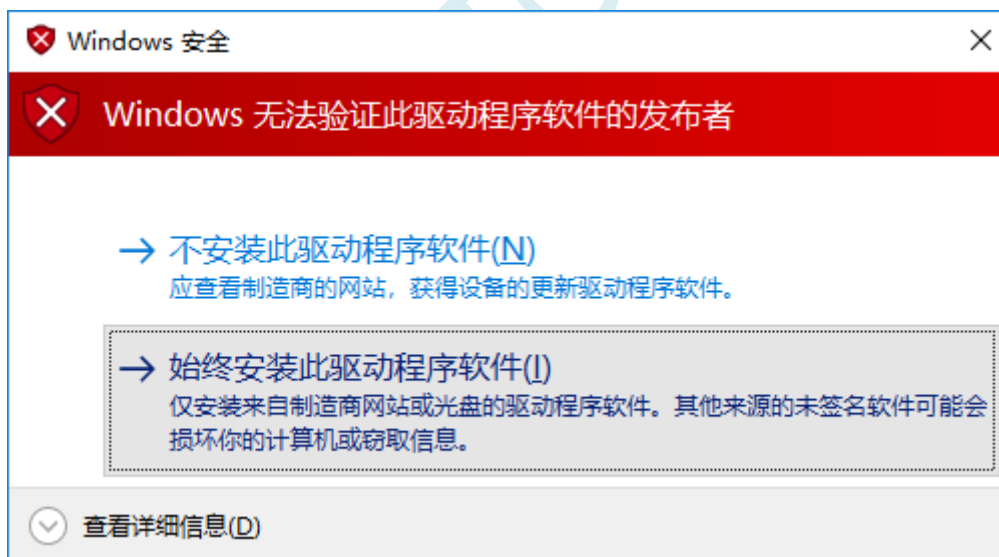 Windows 安全
Windows 无法验证此驱动程序软件的发布者
不安装此驱动程序软件(N)
应查看制造商的网站，获得设备的更新驱动程序软件。
始终安装此驱动程序软件(I)
仅安装来自制造商网站或光盘的驱动程序软件。其他来源的未签名软件可能会
损坏你的计算机或窃取信息。
查看详细信息(D)